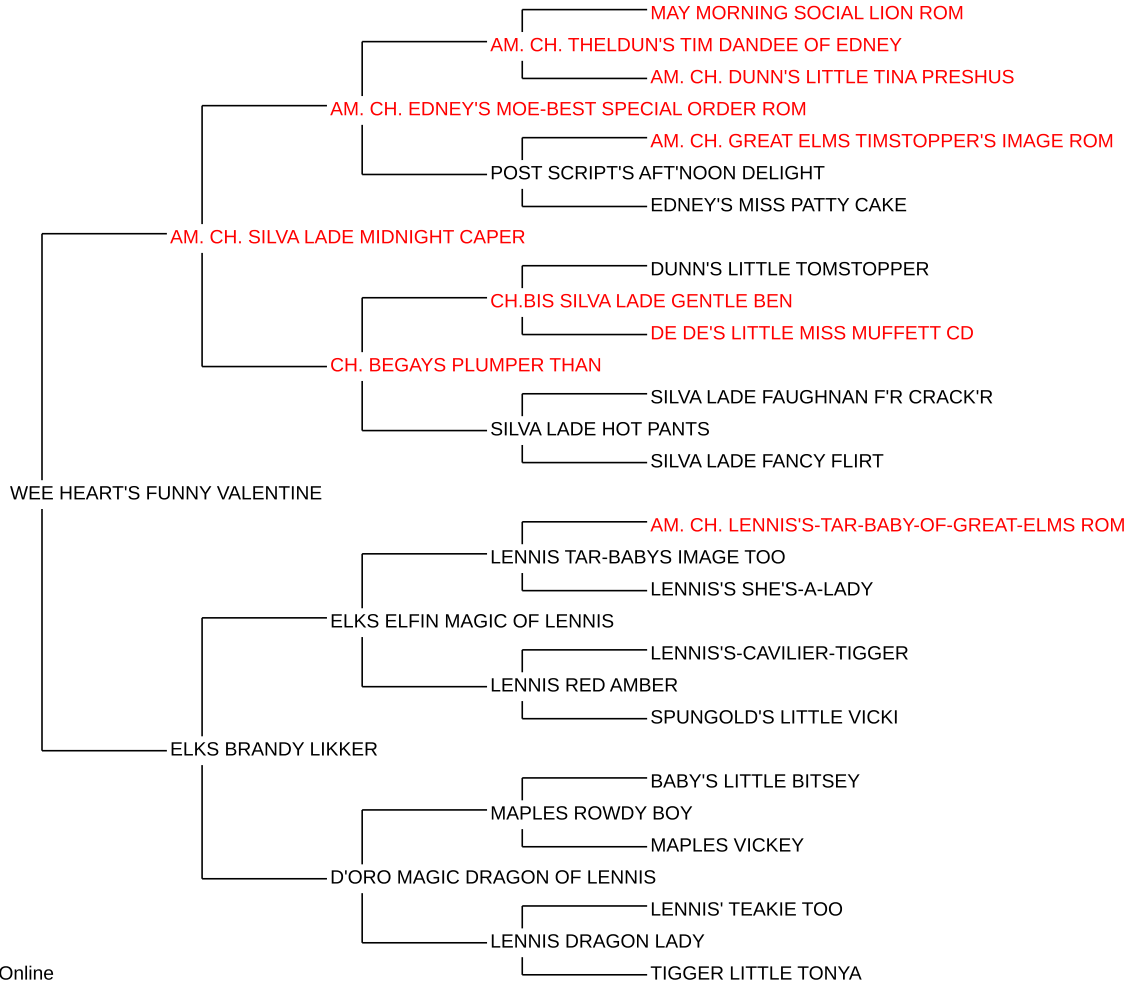 MAY MORNING SOCIAL LION ROM
AM. CH. THELDUN'S TIM DANDEE OF EDNEY
AM. CH. DUNN'S LITTLE TINA PRESHUS
AM. CH. EDNEY'S MOE-BEST SPECIAL ORDER ROM
AM. CH. GREAT ELMS TIMSTOPPER'S IMAGE ROM
POST SCRIPT'S AFT'NOON DELIGHT
EDNEY'S MISS PATTY CAKE
AM. CH. SILVA LADE MIDNIGHT CAPER
DUNN'S LITTLE TOMSTOPPER
CH.BIS SILVA LADE GENTLE BEN
DE DE'S LITTLE MISS MUFFETT CD
CH. BEGAYS PLUMPER THAN
SILVA LADE FAUGHNAN F'R CRACK'R
SILVA LADE HOT PANTS
SILVA LADE FANCY FLIRT
WEE HEART'S FUNNY VALENTINE
AM. CH. LENNIS'S-TAR-BABY-OF-GREAT-ELMS ROM
LENNIS TAR-BABYS IMAGE TOO
LENNIS'S SHE'S-A-LADY
ELKS ELFIN MAGIC OF LENNIS
LENNIS'S-CAVILIER-TIGGER
LENNIS RED AMBER
SPUNGOLD'S LITTLE VICKI
ELKS BRANDY LIKKER
BABY'S LITTLE BITSEY
MAPLES ROWDY BOY
MAPLES VICKEY
D'ORO MAGIC DRAGON OF LENNIS
LENNIS' TEAKIE TOO
LENNIS DRAGON LADY
TIGGER LITTLE TONYA
Online